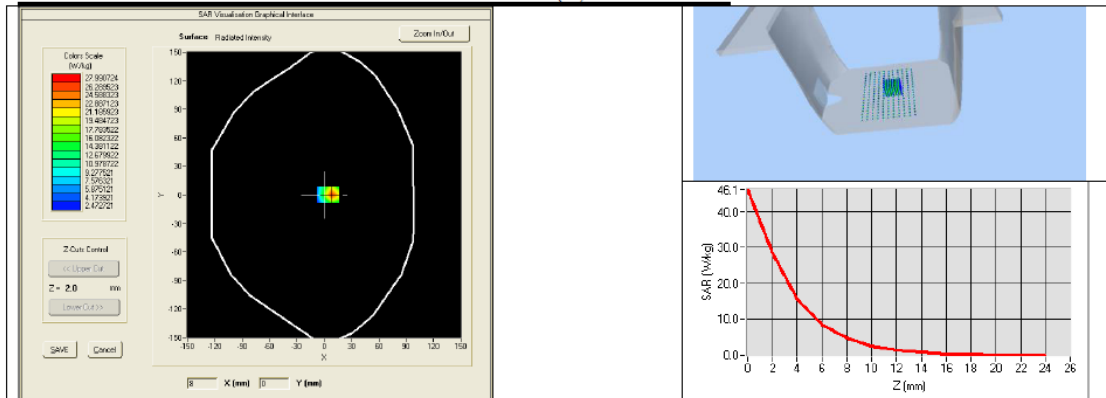 SAR Visualisation Graphical Interface
Surface Radiated Intensity
Zoom In/Out
Colors Scale
(W/kg)
27.990724
26.289523
24.588323
22.887123
21.185923
19.484723
17.783522
16.082322
14.381122
12.679922
10.978722
9.277521
7.576321
5.875121
4.173921
2.472721
150
120
90
60
30
0
-30
-60
-90
-120
-150
Y
-150 -120 -90 -60 -30 0 30 60 90 120 150
X
Z-Cuts Control
<< Upper Cut
Z = 2.0 mm
Lower Cut >>
SAVE Cancel
8 X (mm) 0 Y (mm)
46.1
40.0
30.0
20.0
10.0
0.0
SAR (W/kg)
0 2 4 6 8 10 12 14 16 18 20 22 24 26
Z (mm)